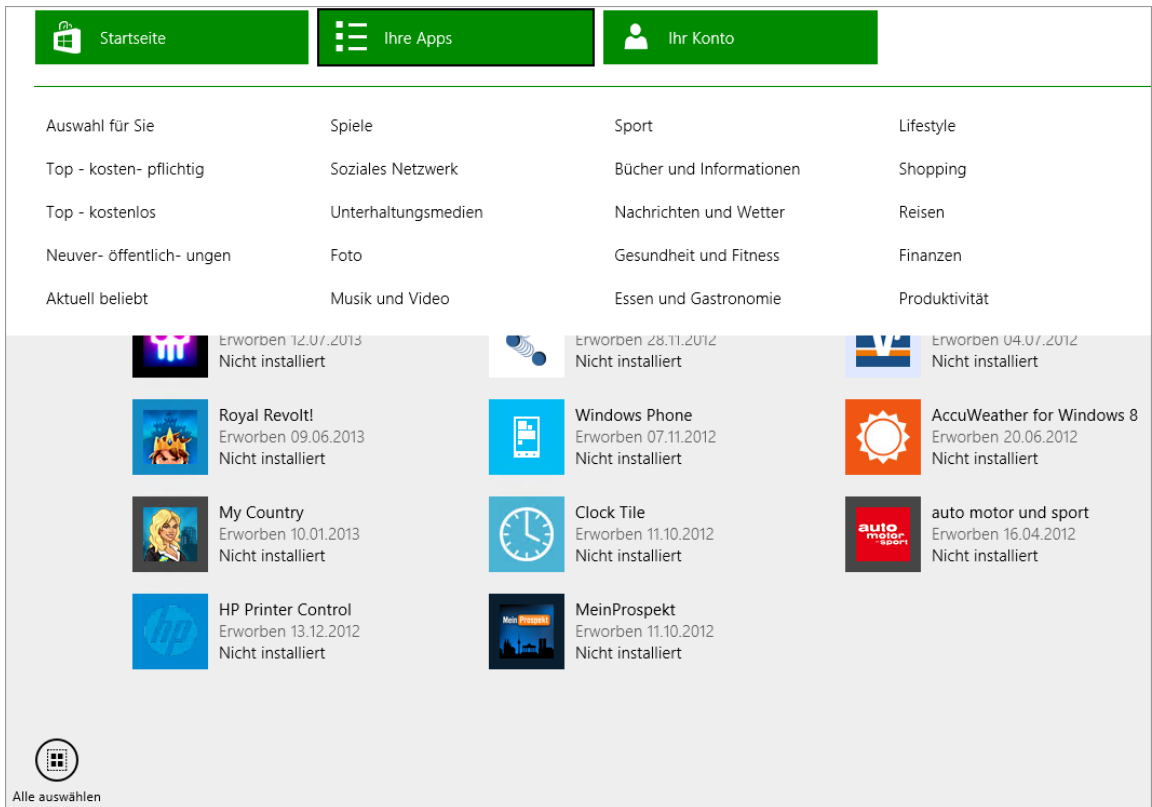 Startseite
Ihre Apps
Ihr Konto
Auswahl für Sie
Spiele
Sport
Lifestyle
Top - kosten- pflichtig
Soziales Netzwerk
Bücher und Informationen
Shopping
Top - kostenlos
Unterhaltungsmedien
Nachrichten und Wetter
Reisen
Neuver- öffentlich- ungen
Foto
Gesundheit und Fitness
Finanzen
Aktuell beliebt
Musik und Video
Essen und Gastronomie
Produktivität
Erworben 12.07.2013
Nicht installiert
Erworben 28.11.2012
Nicht installiert
Erworben 04.07.2012
Nicht installiert
Royal Revolt!
Erworben 09.06.2013
Nicht installiert
Windows Phone
Erworben 07.11.2012
Nicht installiert
AccuWeather for Windows 8
Erworben 20.06.2012
Nicht installiert
My Country
Erworben 10.01.2013
Nicht installiert
Clock Tile
Erworben 11.10.2012
Nicht installiert
auto
motor
sport
auto motor und sport
Erworben 16.04.2012
Nicht installiert
hp
HP Printer Control
Erworben 13.12.2012
Nicht installiert
Mein Prospekt
MeinProspekt
Erworben 11.10.2012
Nicht installiert
Alle auswählen